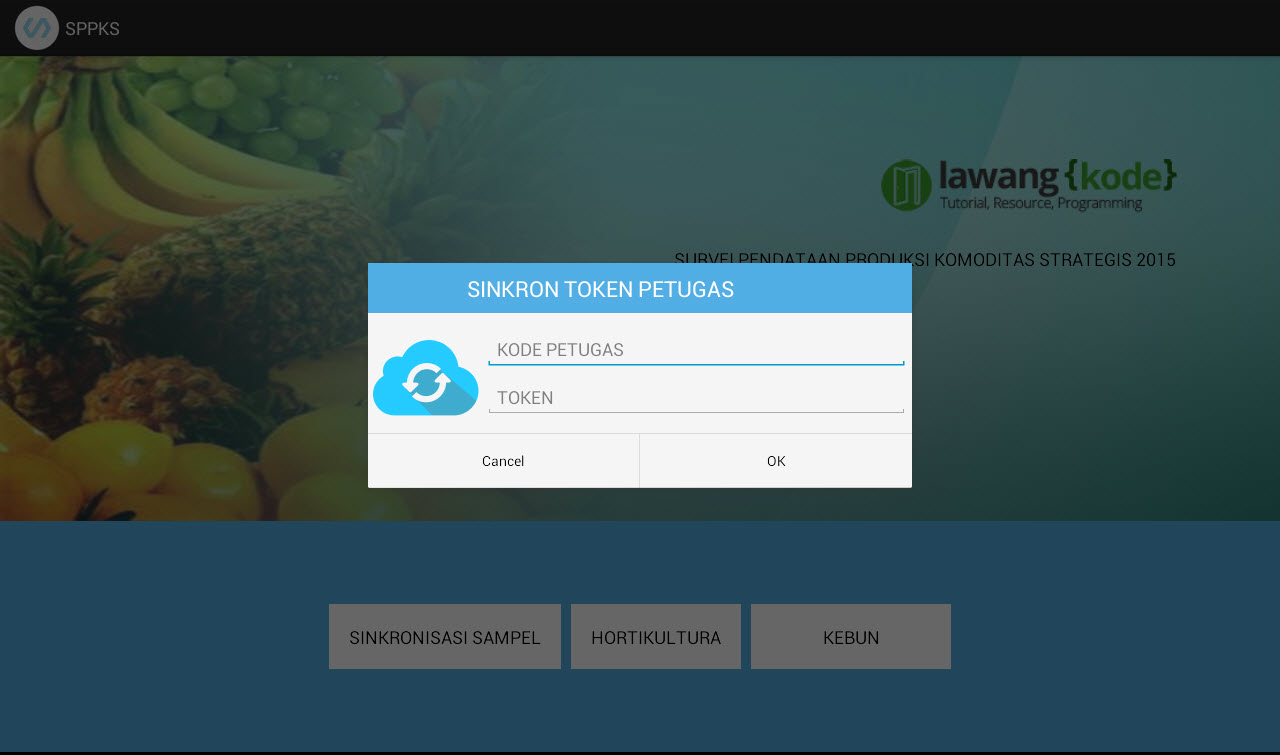 SPPKS
lawang {kode}
Tutorial, Resource, Programming
SURVEI PENDATAAN PRODUKSI KOMODITAS STRATEGIS 2015
SINKRON TOKEN PETUGAS
KODE PETUGAS
TOKEN
Cancel
OK
SINKRONISASI SAMPEL
HORTIKULTURA
KEBUN